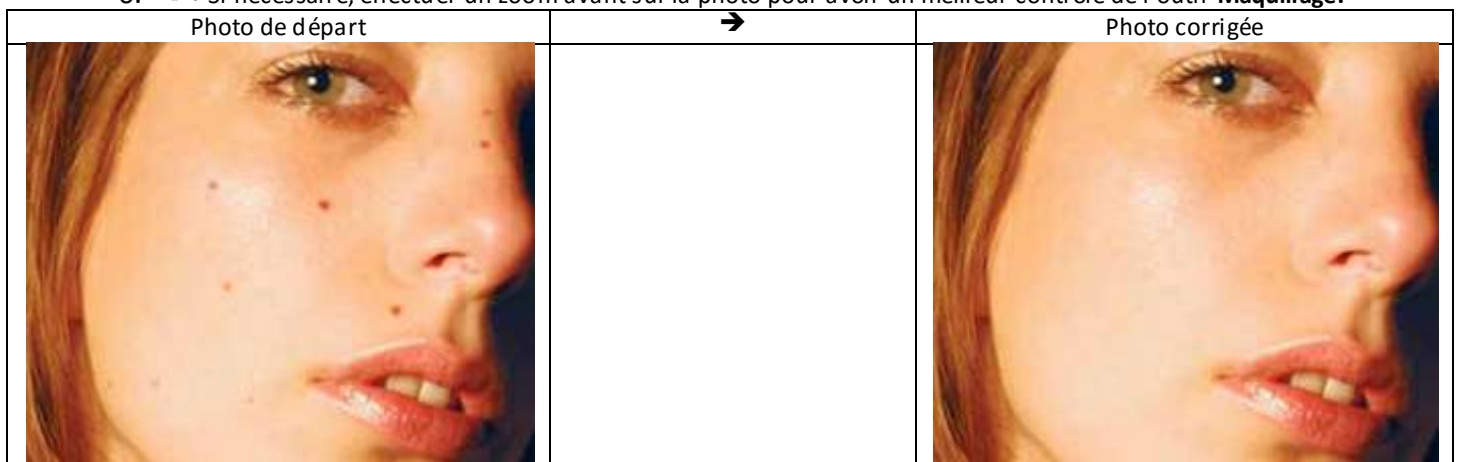 Si nécessaire, effectuer un zoom avant sur la photo pour avoir un meilleur contrôle de l'outil Maquillage.
Photo de départ ➔ Photo corrigée